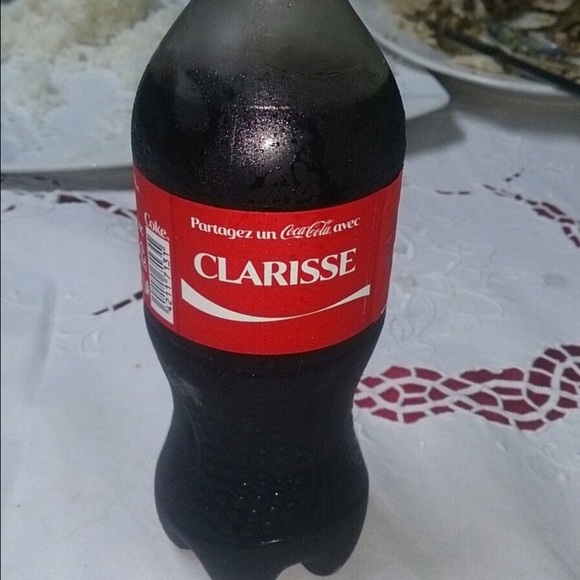 Partagez un Coca-Cola avec
CLARISSE
Coke